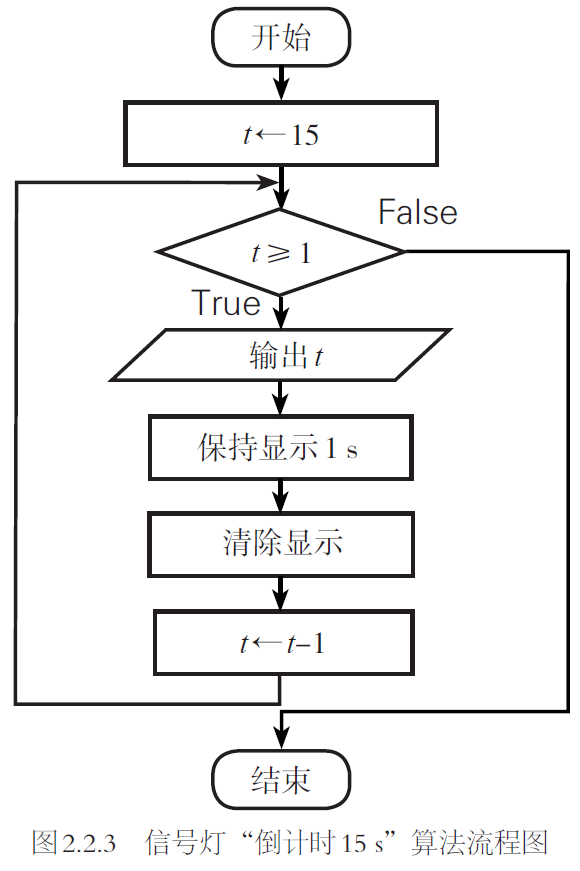 开始
t←15
t≥1
False
True
输出t
保持显示1 s
清除显示
t←t–1
结束
图2.2.3 信号灯“倒计时15 s”算法流程图